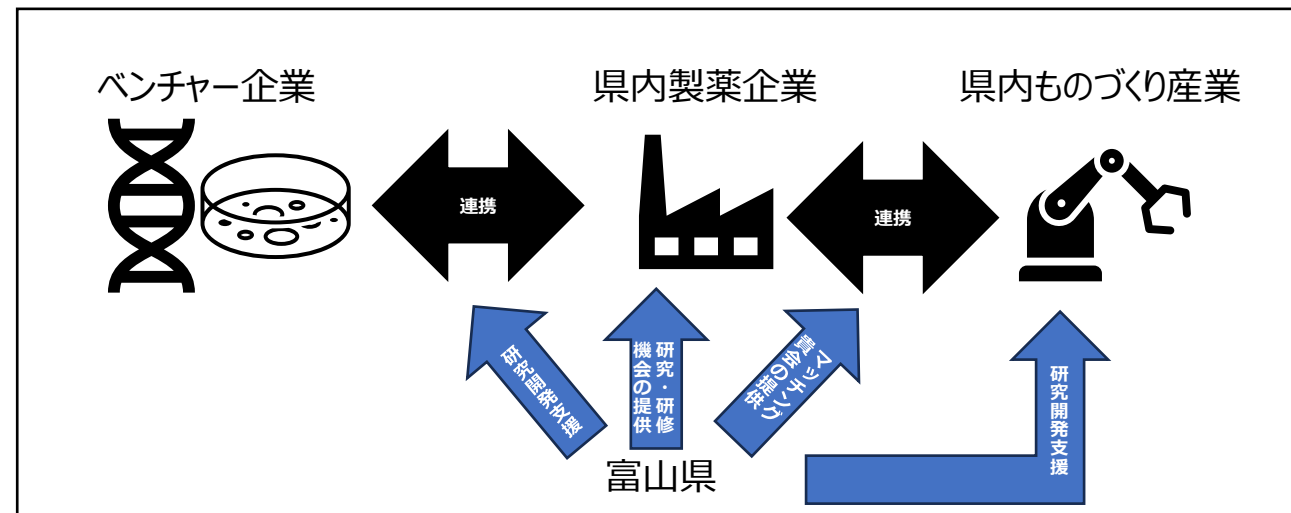 ベンチャー企業
県内製薬企業
県内ものづくり産業
連携
連携
研究開発支援
研究・研修
機会の提供
マッチング
貴会の提供
研究開発支援
富山県